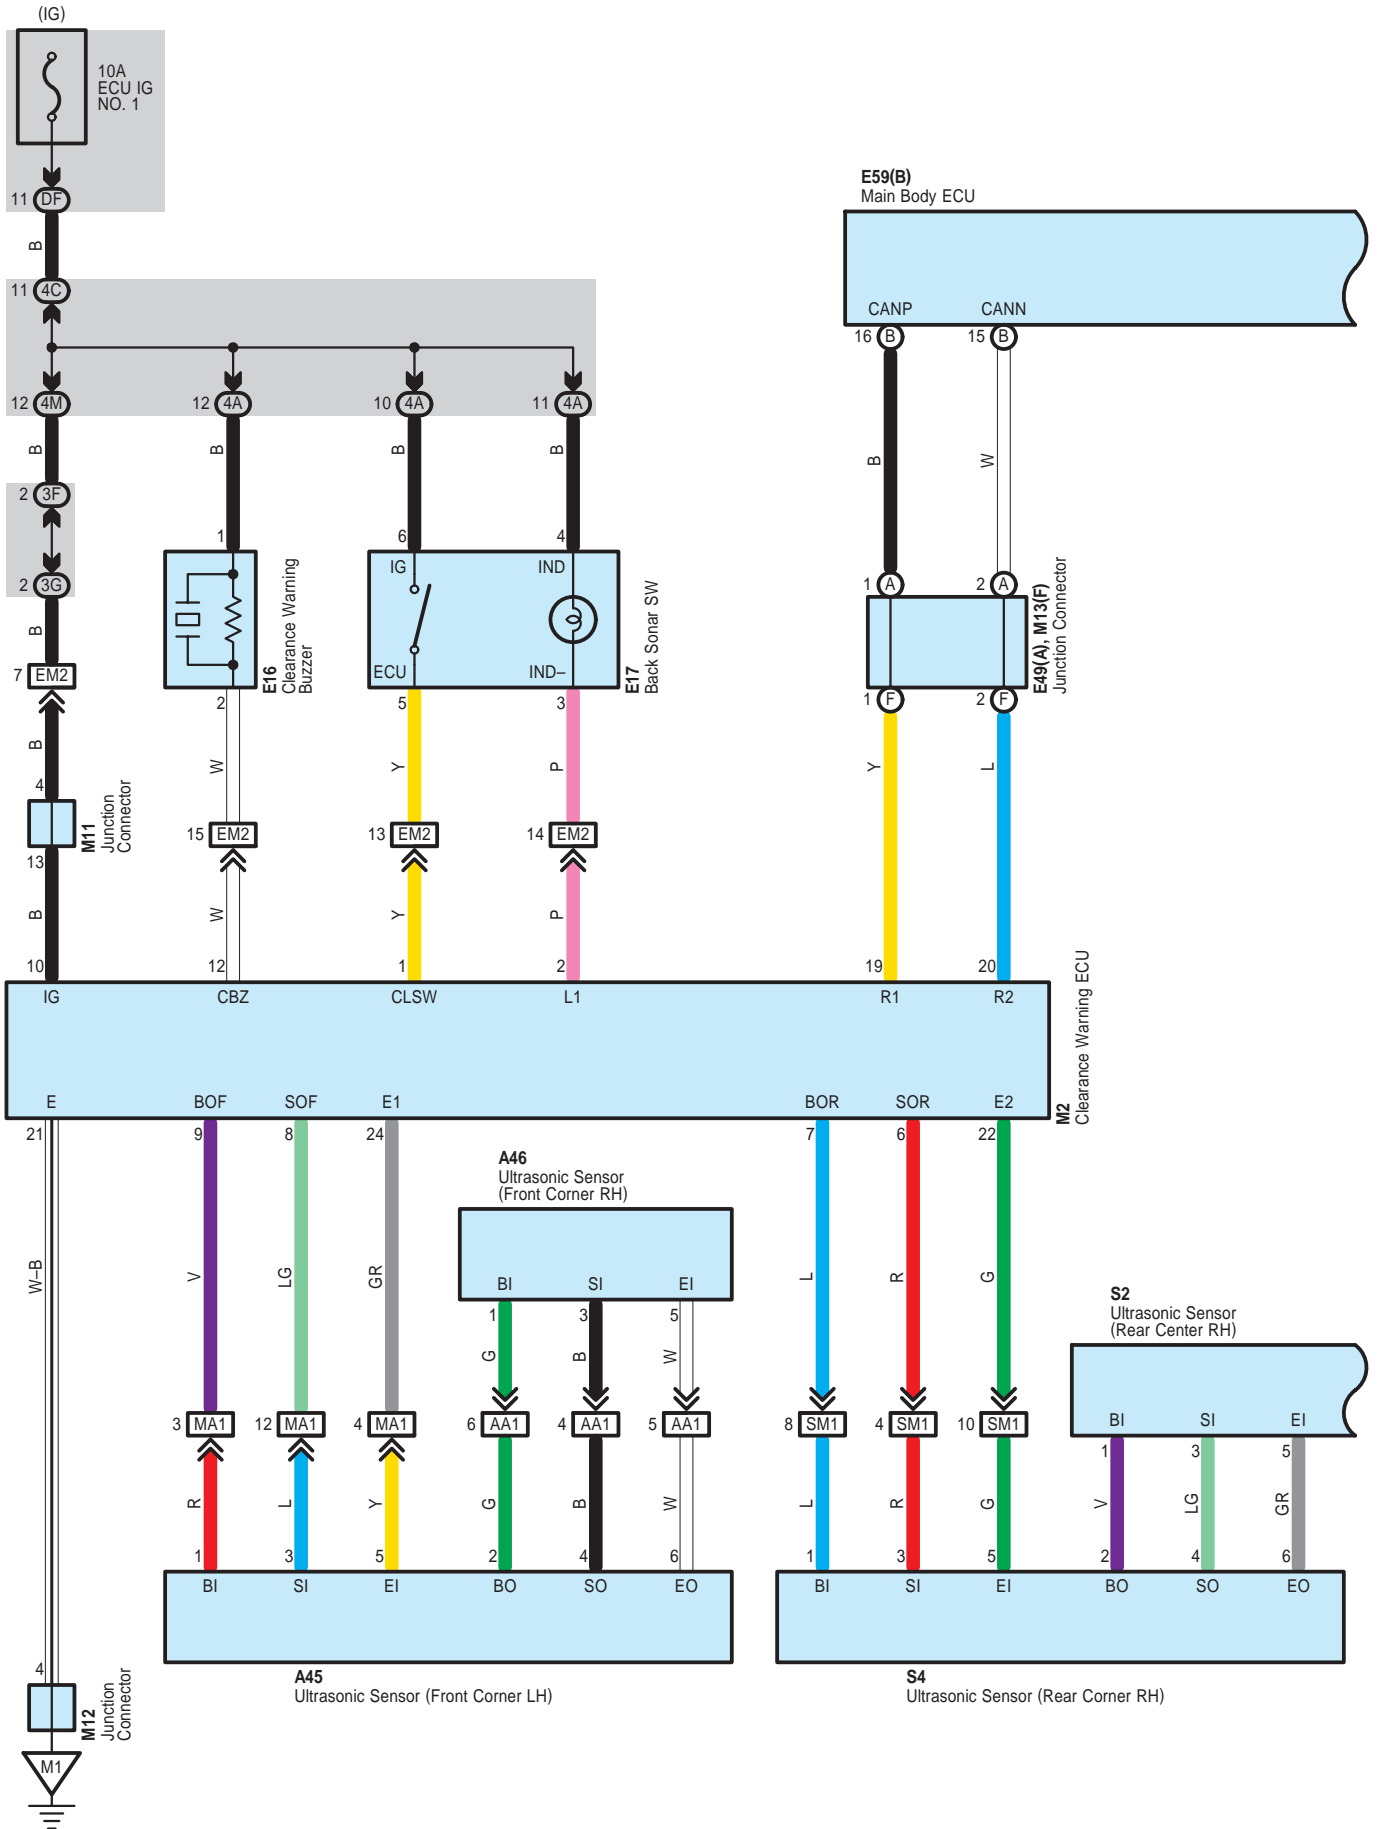 (IG)
10A
ECU IG
NO. 1
11 DF
B
11 4C
12 4M
12 4A
10 4A
11 4A
B
B
B
B
2 3F
2 3G
B
7 EM2
B
4
M11
Junction
Connector
13
B
10
1
E16
Clearance Warning
Buzzer
2
W
15 EM2
W
12
6
4
IG
IND
ECU
IND–
E17
Back Sonar SW
5
3
Y
P
13 EM2
14 EM2
Y
P
1
2
E59(B)
Main Body ECU
CANP
CANN
16 B
15 B
B
W
1 A
2 A
E49(A), M13(F)
Junction Connector
1 F
2 F
Y
L
19
20
IG
CBZ
CLSW
L1
R1
R2
M2
Clearance Warning ECU
E
BOF
SOF
E1
BOR
SOR
E2
21
9
8
24
7
6
22
W–B
V
LG
GR
L
R
G
A46
Ultrasonic Sensor
(Front Corner RH)
BI
SI
EI
1
3
5
G
B
W
S2
Ultrasonic Sensor
(Rear Center RH)
BI
SI
EI
1
3
5
3 MA1
12 MA1
4 MA1
6 AA1
4 AA1
5 AA1
8 SM1
4 SM1
10 SM1
R
L
Y
G
B
W
L
R
G
V
LG
GR
1
3
5
2
4
6
1
3
5
2
4
6
BI
SI
EI
BO
SO
EO
BI
SI
EI
BO
SO
EO
A45
Ultrasonic Sensor (Front Corner LH)
S4
Ultrasonic Sensor (Rear Corner RH)
4
M12
Junction
Connector
M1